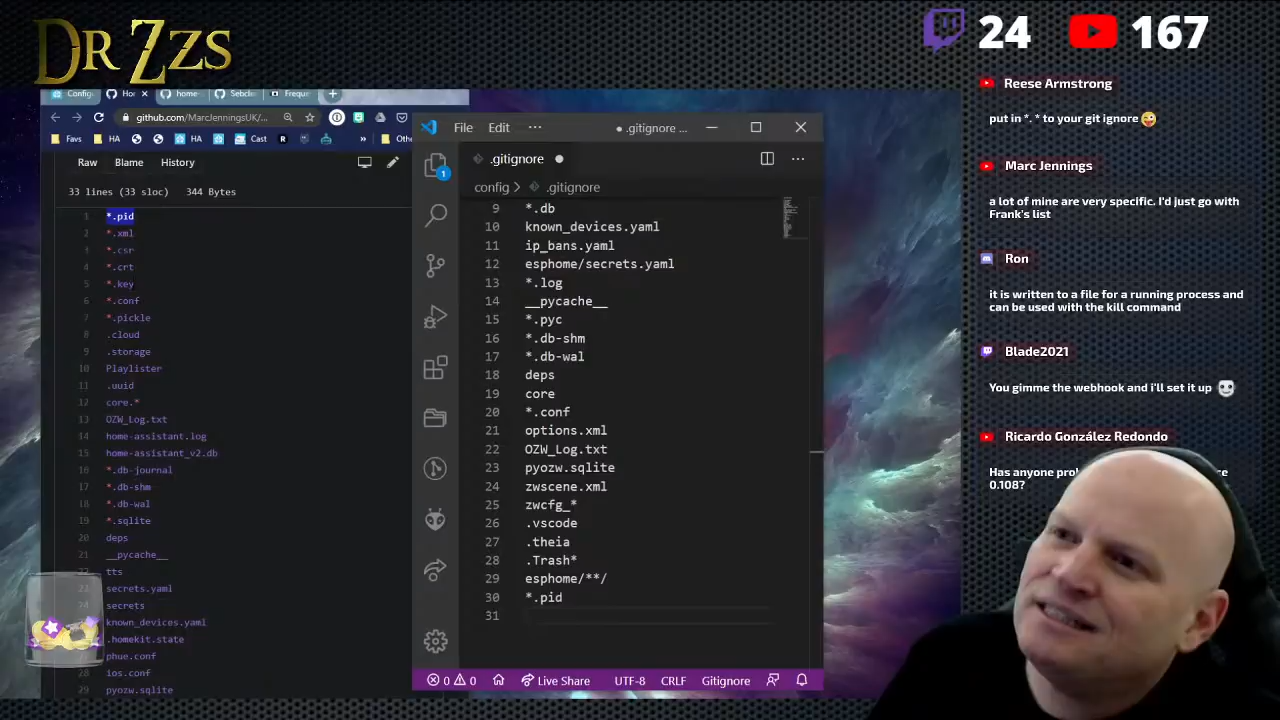 DR ZZS
24
167
Config-
Ho
home-
Sebcli
Frequ
github.com/MarcJenningsUK/...
Favs
HA
HA
Cast
R
Raw
Blame
History
33 lines (33 sloc)
344 Bytes
1 *.pid
2 *.xml
3 *.csr
4 *.crt
5 *.key
6 *.conf
7 *.pickle
8 .cloud
9 .storage
10 Playlister
11 .uuid
12 core.*
13 OZW_Log.txt
14 home-assistant.log
15 home-assistant_v2.db
16 *.db-journal
17 *.db-shm
18 *.db-wal
19 *.sqlite
20 deps
21 __pycache__
22 tts
secrets.yaml
secrets
known_devices.yaml
.homekit.state
phue.conf
28 ios.conf
29 pyozw.sqlite
File
Edit
...
● .gitignore ...
.gitignore
config > .gitignore
1
9 *.db
10 known_devices.yaml
11 ip_bans.yaml
12 esphome/secrets.yaml
13 *.log
14 __pycache__
15 *.pyc
16 *.db-shm
17 *.db-wal
18 deps
19 core
20 *.conf
21 options.xml
22 OZW_Log.txt
23 pyozw.sqlite
24 zwscene.xml
25 zwcfg_*
26 .vscode
27 .theia
28 .Trash*
29 esphome/**/
30 *.pid
31
0
0
Live Share
UTF-8
CRLF
Gitignore
Reese Armstrong
put in *. * to your git ignore 😜
Marc Jennings
a lot of mine are very specific. I'd just go with
Frank's list
Ron
it is written to a file for a running process and
can be used with the kill command
Blade2021
You gimme the webhook and i'll set it up
Ricardo González Redondo
Has anyone
0.108?